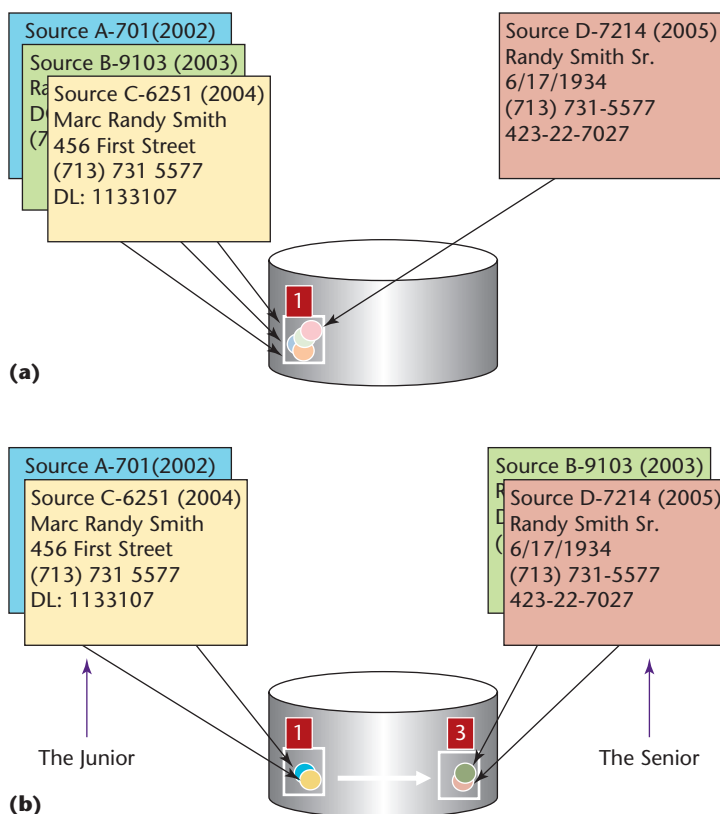 Source A-701(2002)
Source B-9103 (2003)
Source C-6251 (2004)
Marc Randy Smith
456 First Street
(713) 731 5577
DL: 1133107
Source D-7214 (2005)
Randy Smith Sr.
6/17/1934
(713) 731-5577
423-22-7027
1
(a)
Source A-701(2002)
Source C-6251 (2004)
Marc Randy Smith
456 First Street
(713) 731 5577
DL: 1133107
Source B-9103 (2003)
Source D-7214 (2005)
Randy Smith Sr.
6/17/1934
(713) 731-5577
423-22-7027
1
3
The Junior
The Senior
(b)